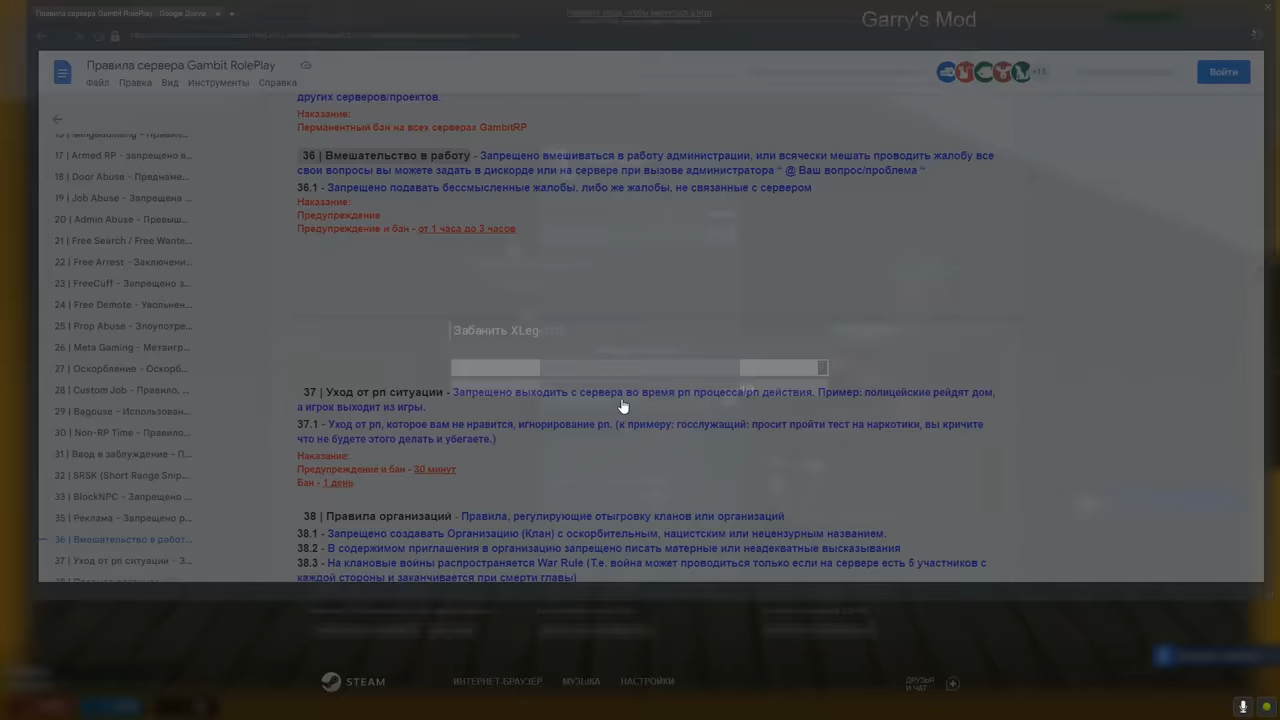 Правила сервера Gambit RolePlay - Google Докум
Нажмите сюда, чтобы вернуться в игру
Garry's Mod
Правила сервера Gambit RolePlay
Файл Правка Вид Инструменты Справка
+15
Войти
17 | Armed RP - запрещено в...
18 | Door Abuse - Преднаме...
19 | Job Abuse - Запрещена ...
20 | Admin Abuse - Превыш...
21 | Free Search / Free Wante...
22 | Free Arrest - Заключени...
23 | FreeCuff - Запрещено з...
24 | Free Demote - Увольнен...
25 | Prop Abuse - Злоупотре...
26 | Meta Gaming - Метаигр...
27 | Оскорбление - Оскорб...
28 | Custom Job - Правило, ...
29 | Bagouse - Использован...
30 | Non-RP Time - Правило...
31 | Ввод в заблуждение - П...
32 | SRSK (Short Range Snip...
33 | BlockNPC - Запрещено ...
35 | Реклама - Запрещено р...
36 | Вмешательство в работ...
37 | Уход от рп ситуации - З...
других серверов/проектов."
Наказание:
Перманентный бан на всех серверах GambitRP
36 | Вмешательство в работу - Запрещено вмешиваться в работу администрации, или всячески мешать проводить жалобу все
свои вопросы вы можете задать в дискорде или на сервере при вызове администратора “ @ Ваш вопрос/проблема “
36.1 - Запрещено подавать бессмысленные жалобы, либо же жалобы, не связанные с сервером
Наказание:
Предупреждение
Предупреждение и бан - от 1 часа до 3 часов
Забанить XLeg
37 | Уход от рп ситуации - Запрещено выходить с сервера во время рп процесса/рп действия. Пример: полицейские рейдят дом,
а игрок выходит из игры.
37.1 - Уход от рп, которое вам не нравится, игнорирование рп. (к примеру: госслужащий: просит пройти тест на наркотики, вы кричите
что не будете этого делать и убегаете.)
Наказание:
Предупреждение и бан - 30 минут
Бан - 1 день
38 | Правила организаций - Правила, регулирующие отыгровку кланов или организаций
38.1 - Запрещено создавать Организацию (Клан) с оскорбительным, нацистским или нецензурным названием.
38.2 - В содержимом приглашения в организацию запрещено писать матерные или неадекватные высказывания
38.3 - На клановые войны распространяется War Rule (Т.е. война может проводиться только если на сервере есть 5 участников с
каждой стороны и заканчивается при смерти главы)
STEAM
ИНТЕРНЕТ-БРАУЗЕР МУЗЫКА НАСТРОЙКИ
ДРУЗЬЯ
И ЧАТ